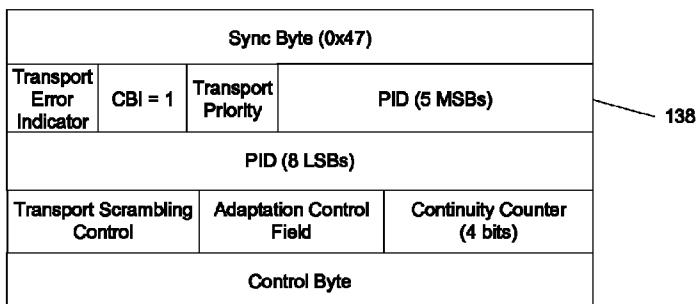 Sync Byte (0x47)
Transport
Error
Indicator
CBI = 1
Transport
Priority
PID (5 MSBs)
138
PID (8 LSBs)
Transport Scrambling
Control
Adaptation Control
Field
Continuity Counter
(4 bits)
Control Byte